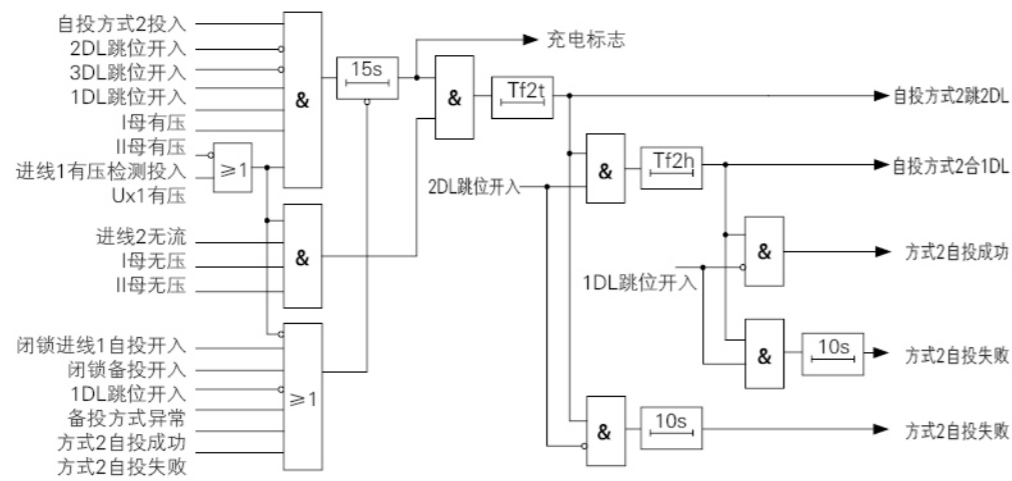 自投方式2投入
2DL跳位开入
3DL跳位开入
1DL跳位开入
I母有压
II母有压
进线1有压检测投入
Ux1有压
进线2无流
I母无压
II母无压
闭锁进线1自投开入
闭锁备投开入
1DL跳位开入
备投方式异常
方式2自投成功
方式2自投失败
&
≥1
&
≥1
15s
充电标志
&
Tf2t
自投方式2跳2DL
2DL跳位开入
&
Tf2h
自投方式2合1DL
1DL跳位开入
&
方式2自投成功
&
10s
方式2自投失败
&
10s
方式2自投失败